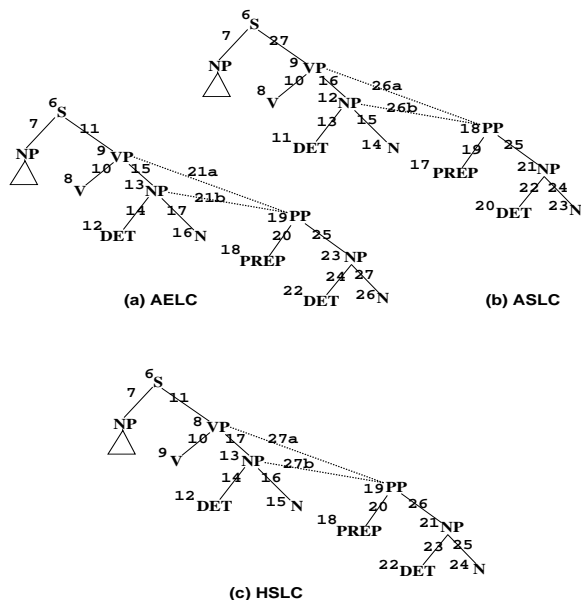 6 S
7 11
NP 9 VP
10 15 21a
8 V 13 NP 21b
14 17 19 PP
12 DET 16 N 20 25
18 PREP 23 NP
24 27
22 DET 26 N
(a) AELC
6 S
7 27
NP 9 VP
10 16 26a
8 V 12 NP 26b
13 15 18 PP
11 DET 14 N 19 25
17 PREP 21 NP
22 24
20 DET 23 N
(b) ASLC
6 S
7 11
NP 8 VP
10 17 27a
9 V 13 NP 27b
14 16 19 PP
12 DET 15 N 20 26
18 PREP 21 NP
23 25
22 DET 24 N
(c) HSLC